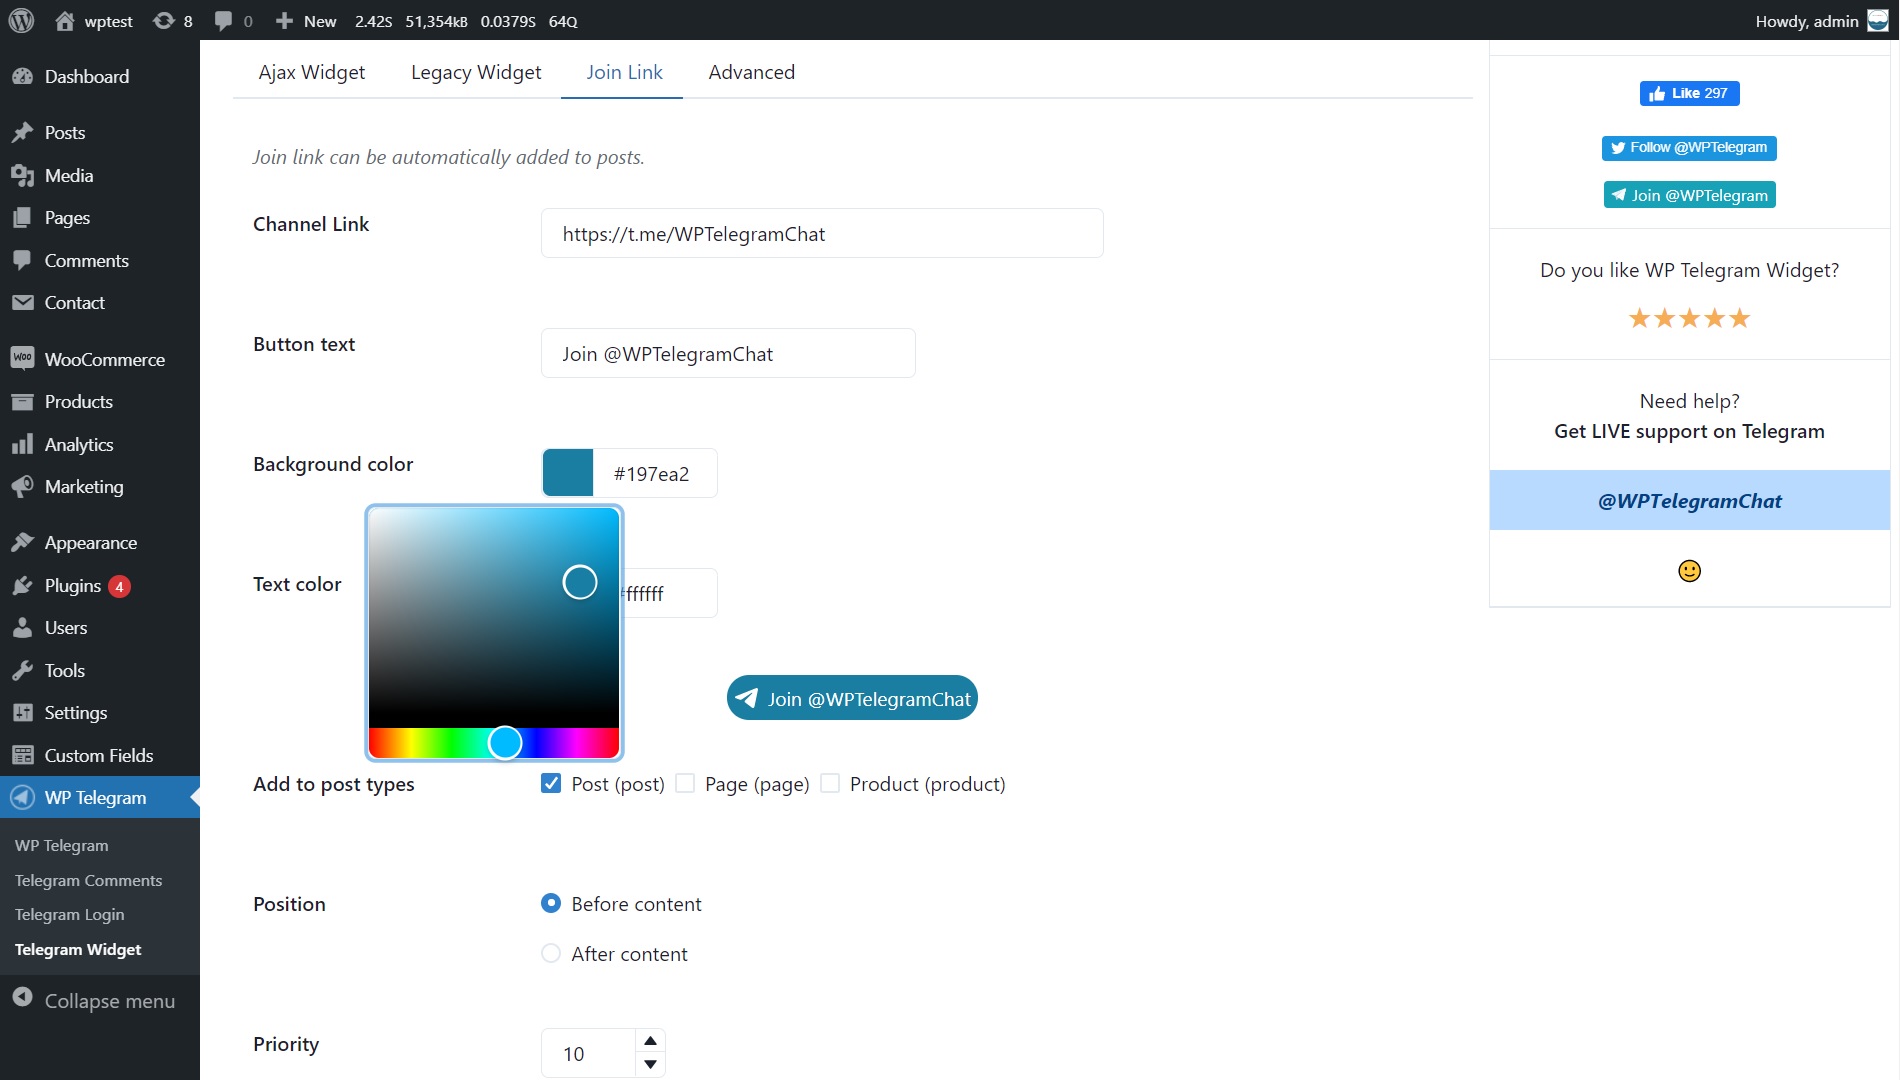 wptest 8 0 New 2.42S 51,354KB 0.0379S 64Q
Howdy, admin
Dashboard
Posts
Media
Pages
Comments
Contact
WooCommerce
Products
Analytics
Marketing
Appearance
Plugins 4
Users
Tools
Settings
Custom Fields
WP Telegram
WP Telegram
Telegram Comments
Telegram Login
Telegram Widget
Collapse menu
Ajax Widget Legacy Widget Join Link Advanced
Join link can be automatically added to posts.
Channel Link
https://t.me/WPTelegramChat
Button text
Join @WPTelegramChat
Background color
#197ea2
Text color
#ffffff
Join @WPTelegramChat
Add to post types
Post (post) Page (page) Product (product)
Position
Before content
After content
Priority
10
Like 297
Follow @WPTelegram
Join @WPTelegram
Do you like WP Telegram Widget?
Need help?
Get LIVE support on Telegram
@WPTelegramChat